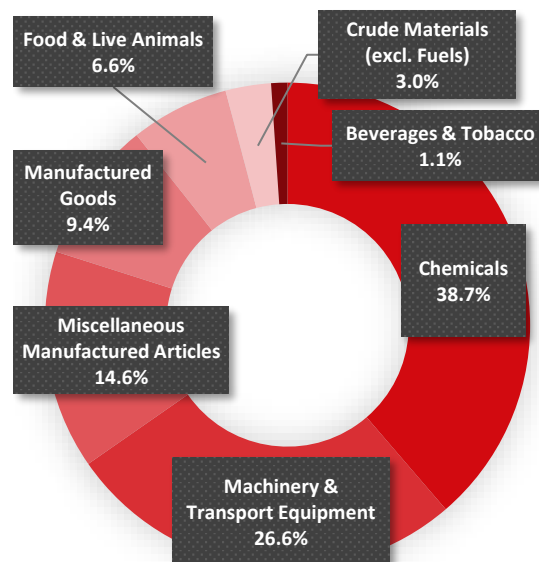 Food & Live Animals
6.6%
Crude Materials
(excl. Fuels)
3.0%
Beverages & Tobacco
1.1%
Manufactured
Goods
9.4%
Chemicals
38.7%
Miscellaneous
Manufactured Articles
14.6%
Machinery &
Transport Equipment
26.6%